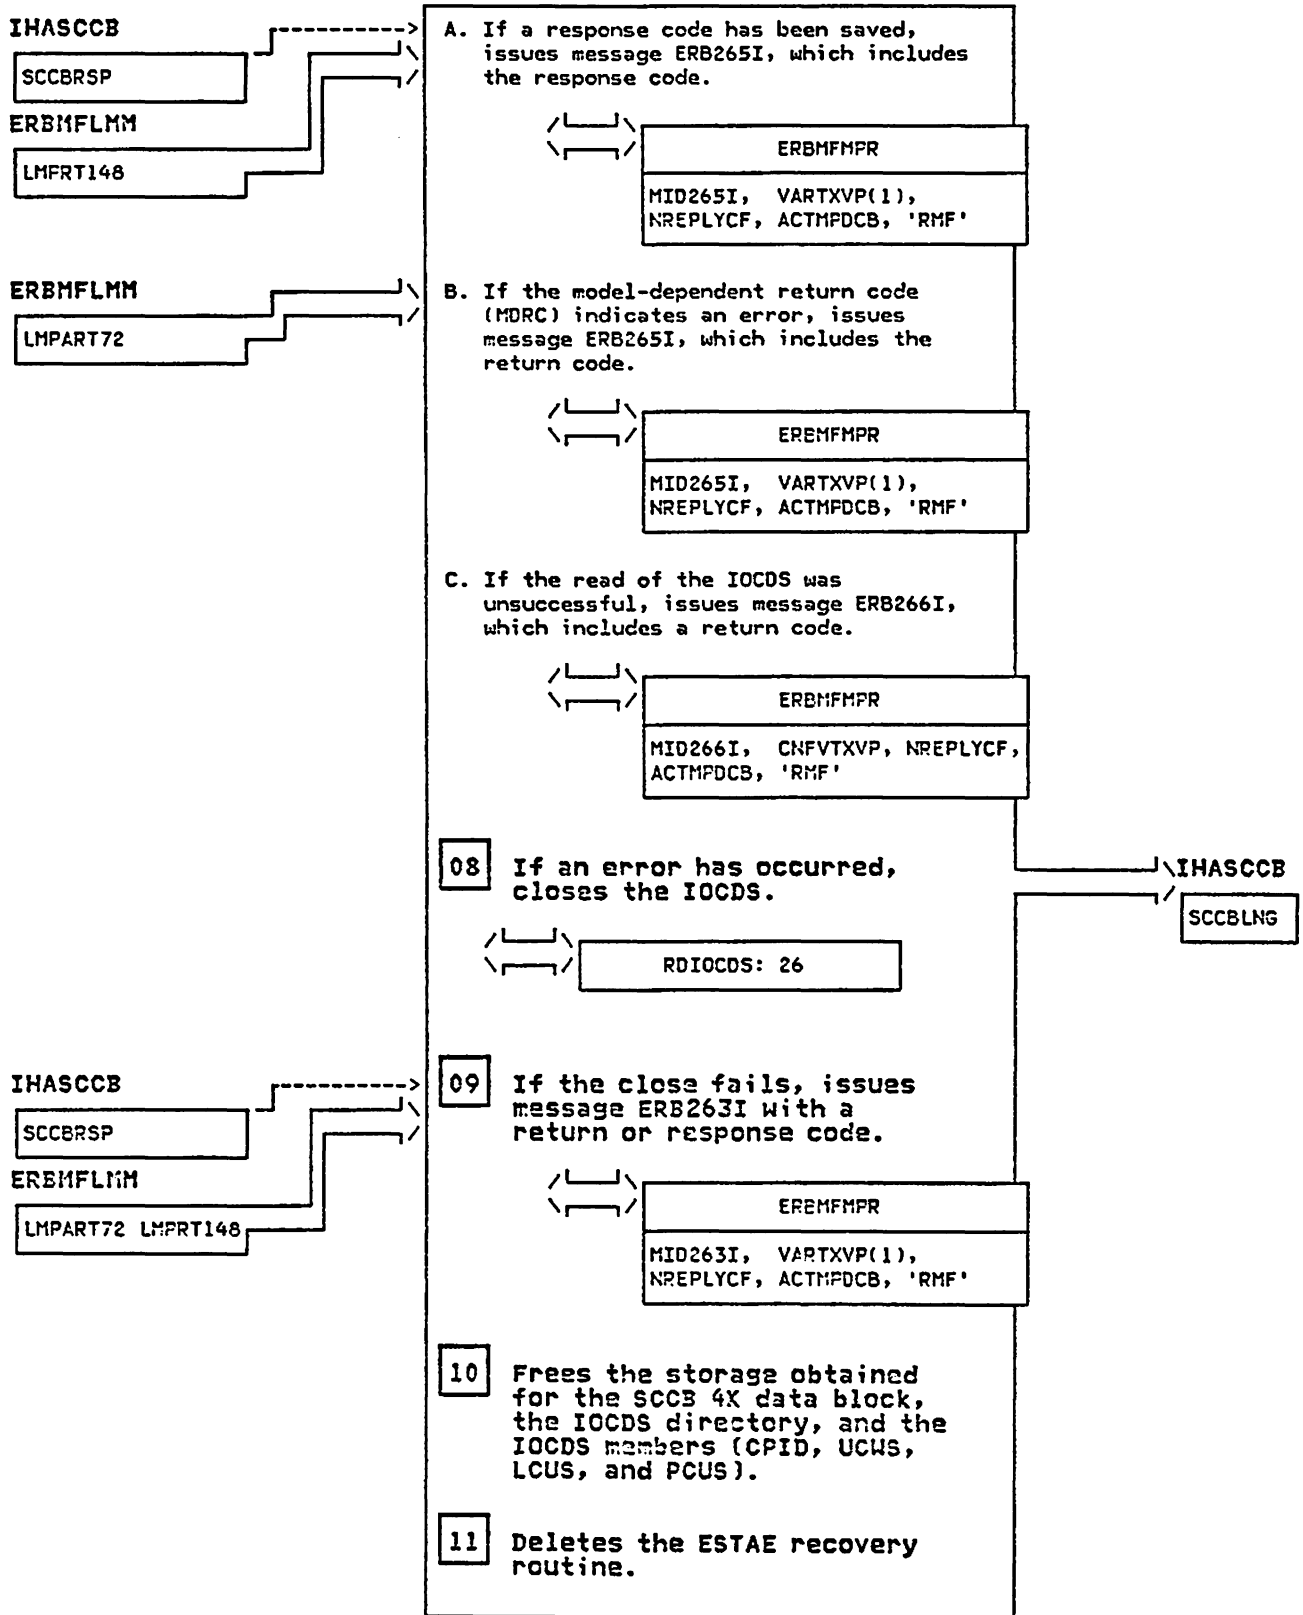 IHASCCB
SCCBRSP
ERBMFLMM
LMPRT148
A. If a response code has been saved,
issues message ERB265I, which includes
the response code.
ERBMFMPR
MID265I, VARTXVP(1),
NREPLYCF, ACTMPDCB, 'RMF'
ERBMFLMM
LMPART72
B. If the model-dependent return code
(MDRC) indicates an error, issues
message ERB265I, which includes the
return code.
ERBMFMPR
MID265I, VARTXVP(1),
NREPLYCF, ACTMPDCB, 'RMF'
C. If the read of the IOCDS was
unsuccessful, issues message ERB266I,
which includes a return code.
ERBMFMPR
MID266I, CNFVTXVP, NREPLYCF,
ACTMPDCB, 'RMF'
08 If an error has occurred,
closes the IOCDS.
IHASCCB
SCCBLNG
RDIOCDS: 26
IHASCCB
SCCBRSP
ERBMFLMM
LMPART72 LMPRT148
09 If the close fails, issues
message ERB263I with a
return or response code.
ERBMFMPR
MID263I, VARTXVP(1),
NREPLYCF, ACTMPDCB, 'RMF'
10 Frees the storage obtained
for the SCCB 4X data block,
the IOCDS directory, and the
IOCDS members (CPID, UCWS,
LCUS, and PCUS).
11 Deletes the ESTAE recovery
routine.